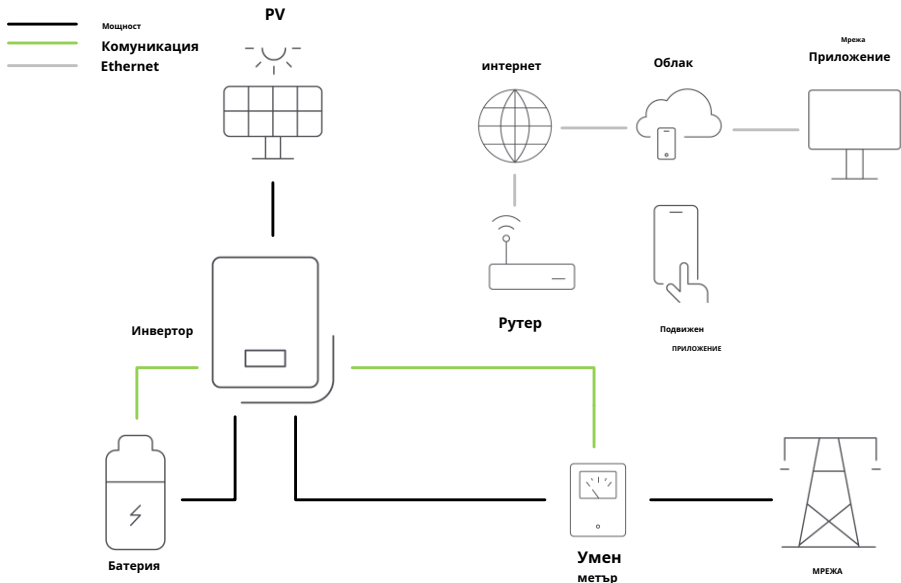 PV
Мощност
Комуникация
Ethernet
интернет
Облак
Мрежа
Приложение
Инвертор
Рутер
Подвижен
ПРИЛОЖЕНИЕ
Батерия
Умен
метър
МРЕЖА